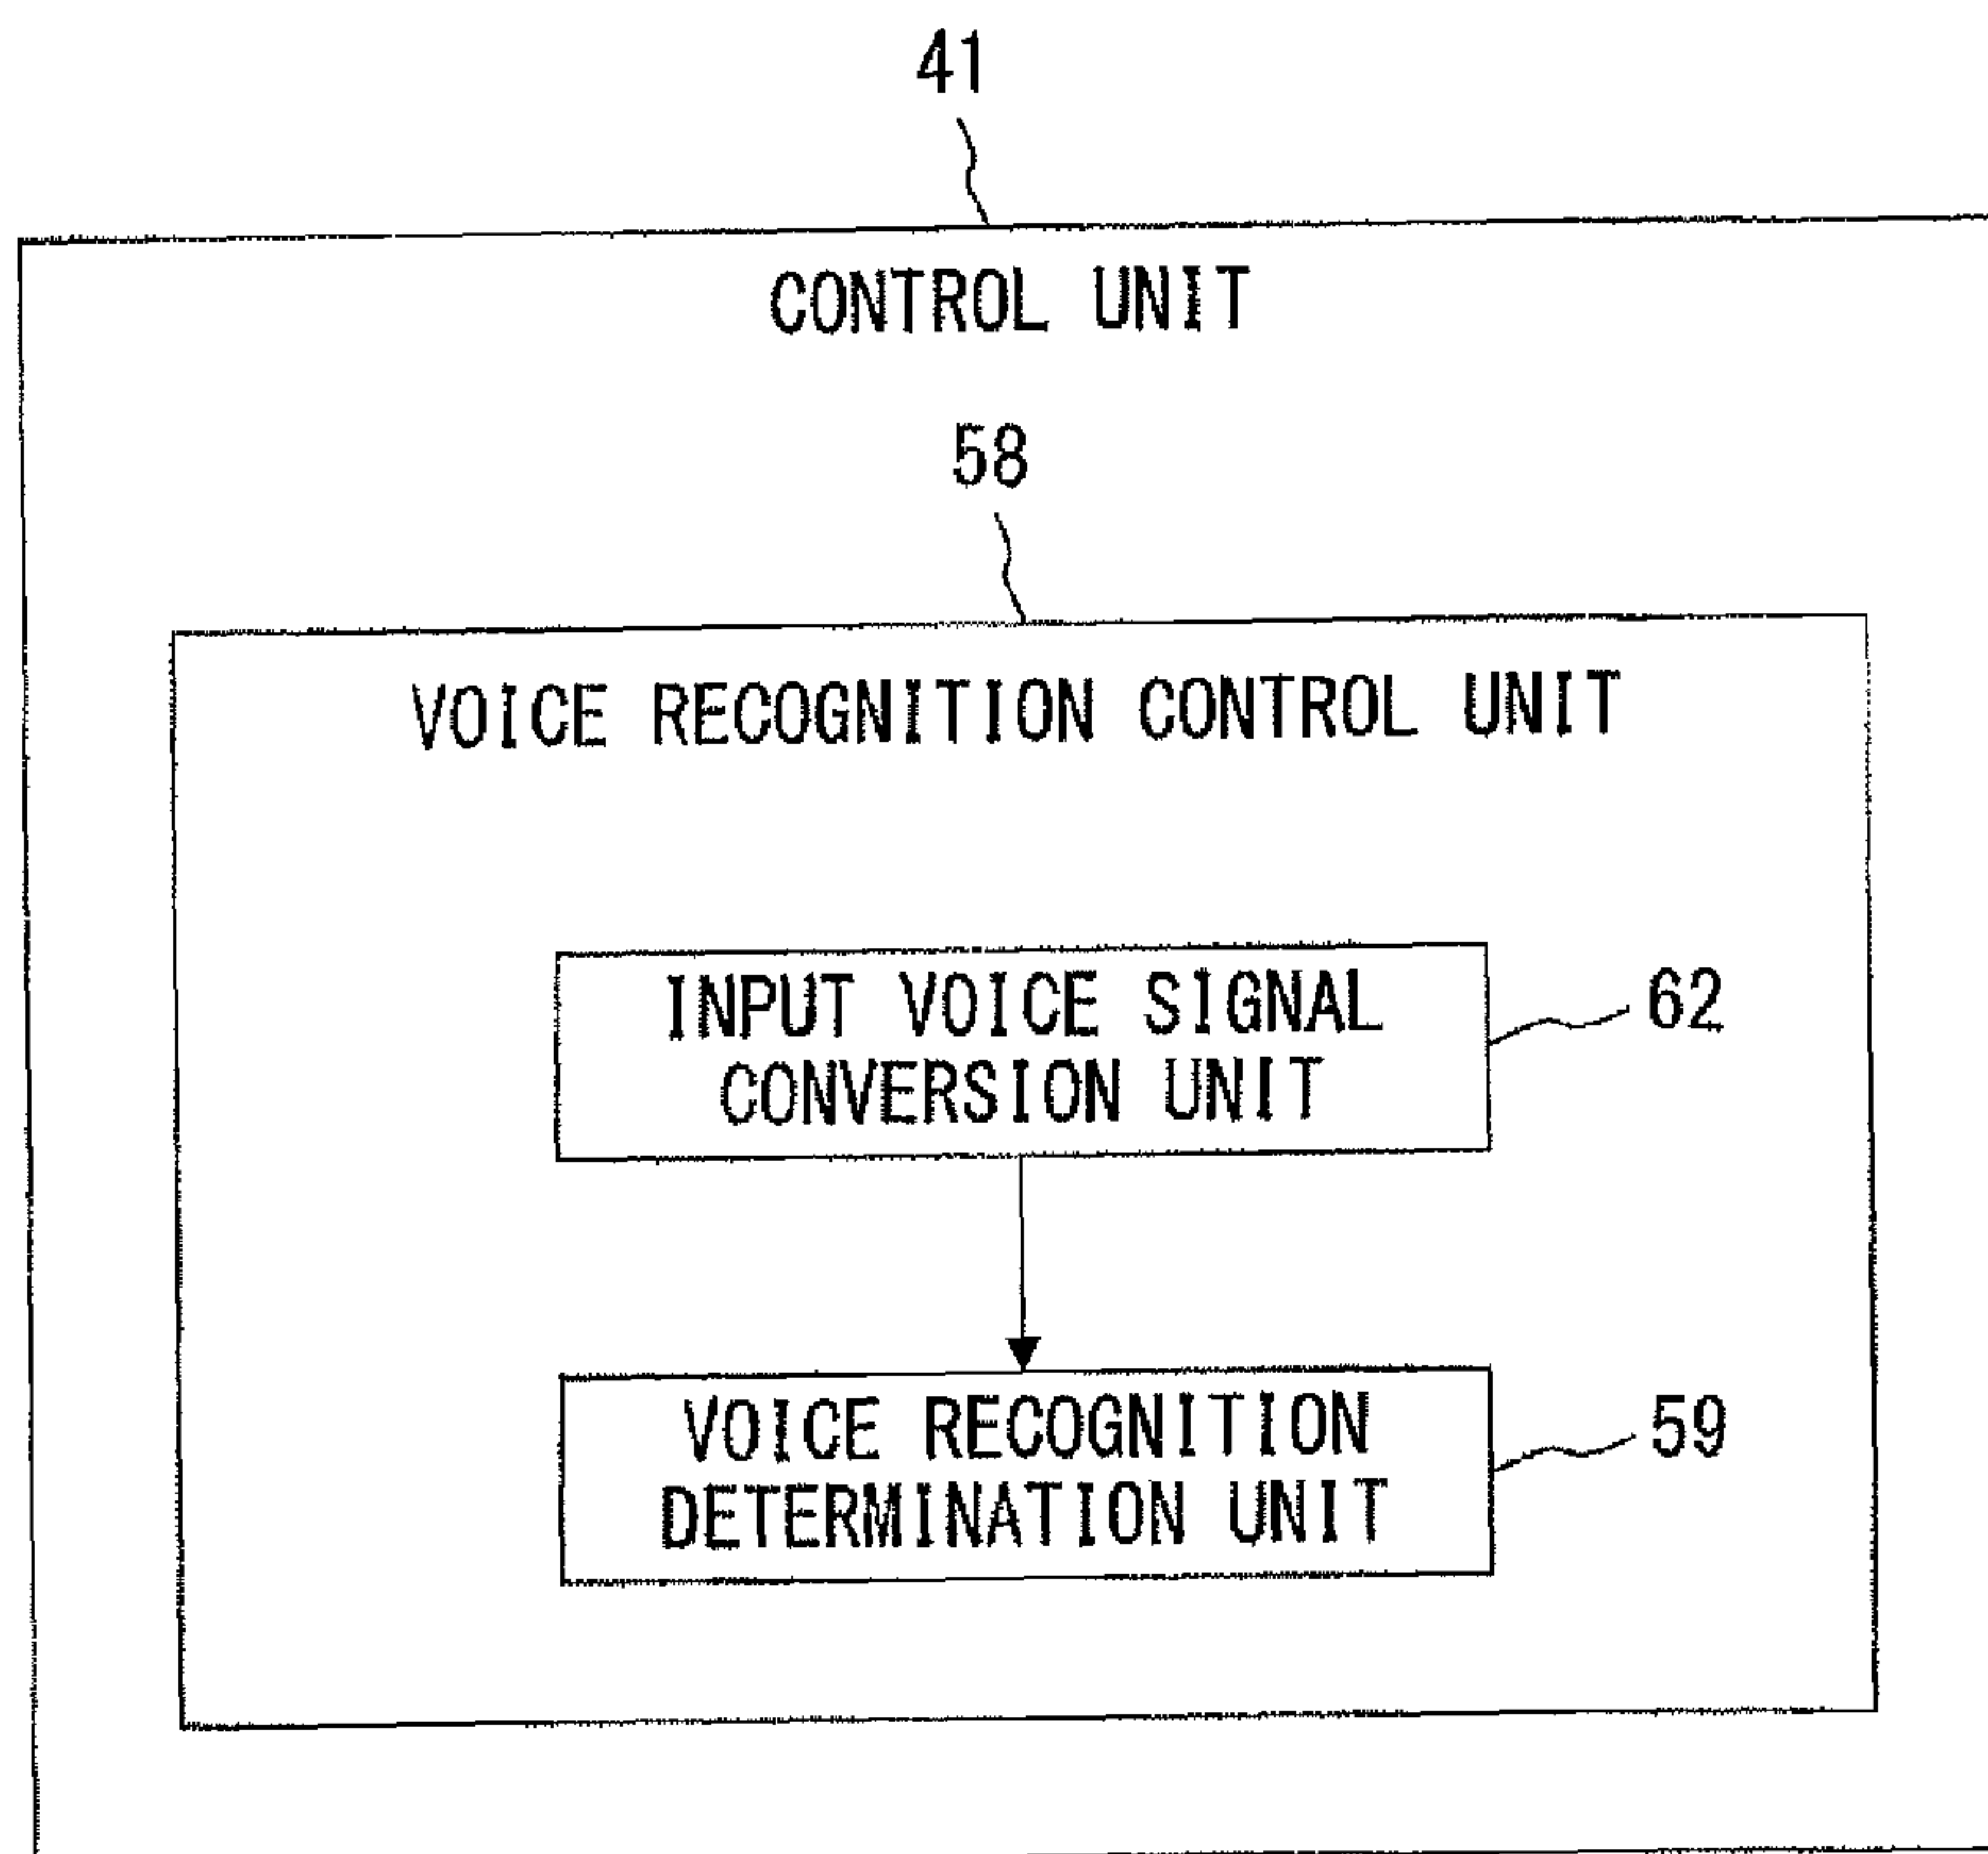 41
CONTROL UNIT
58
VOICE RECOGNITION CONTROL UNIT
INPUT VOICE SIGNAL
CONVERSION UNIT
62
VOICE RECOGNITION
DETERMINATION UNIT
59